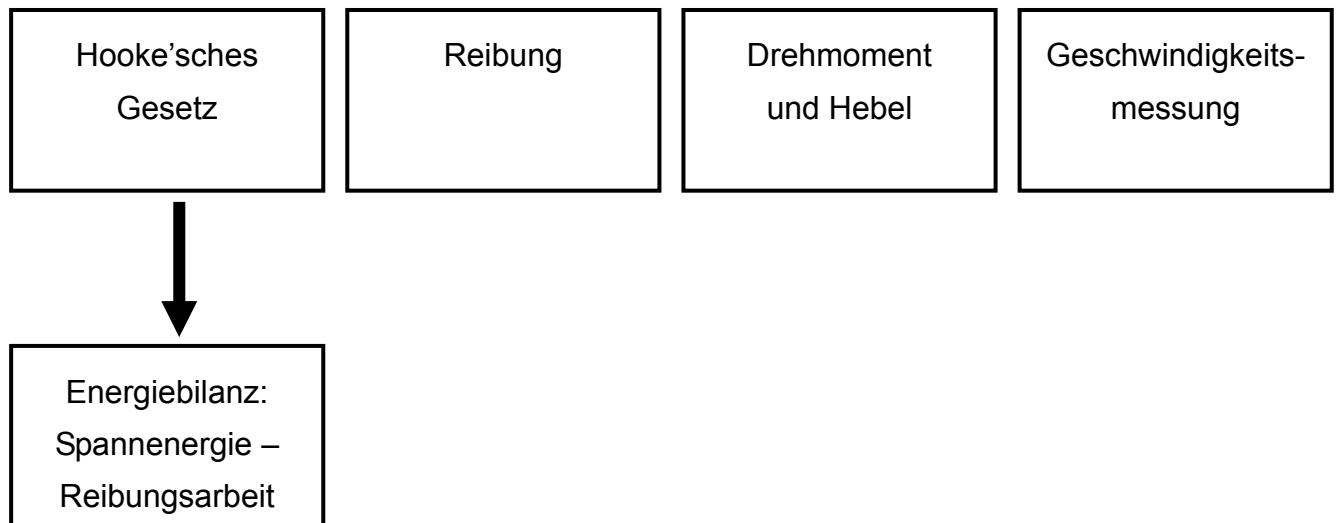 Hooke’sches
Gesetz
Reibung
Drehmoment
und Hebel
Geschwindigkeits-
messung
Energiebilanz:
Spannenergie –
Reibungsarbeit